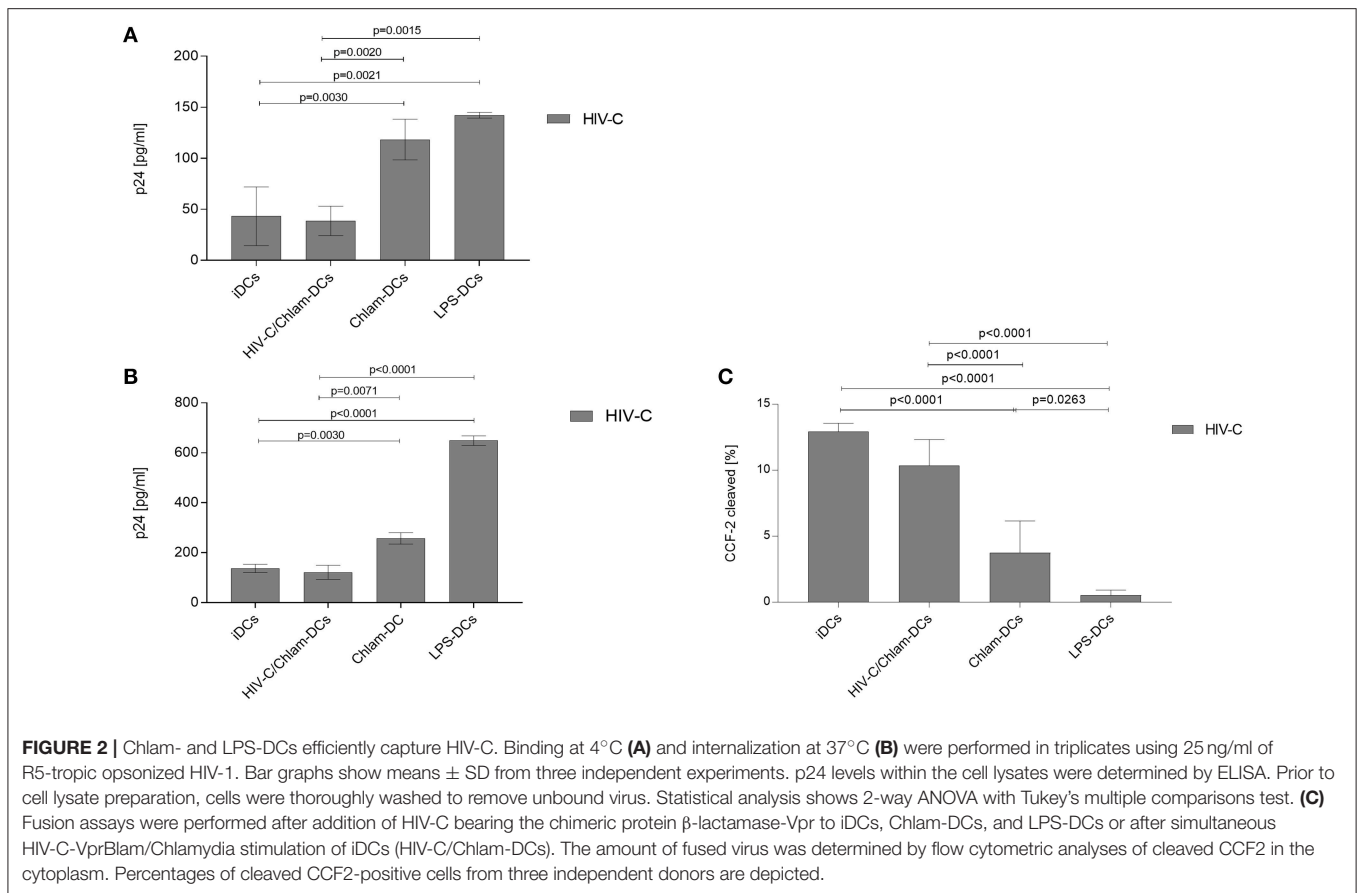 A
p=0.0015
p=0.0020
p=0.0021
p=0.0030
200
150
100
50
0
p24 [pg/ml]
HIV-C
iDCs
HIV-C/Chlam-DCs
Chlam-DCs
LPS-DCs
B
p<0.0001
p=0.0071
p<0.0001
p=0.0030
800
600
400
200
0
p24 [pg/ml]
HIV-C
iDCs
HIV-C/Chlam-DCs
Chlam-DC
LPS-DCs
C
p<0.0001
p<0.0001
p<0.0001
p<0.0001 p=0.0263
15
10
5
0
CCF-2 cleaved [%]
HIV-C
iDCs
HIV-C/Chlam-DCs
Chlam-DCs
LPS-DCs
FIGURE 2 | Chlam- and LPS-DCs efficiently capture HIV-C. Binding at 4°C (A) and internalization at 37°C (B) were performed in triplicates using 25 ng/ml of
R5-tropic opsonized HIV-1. Bar graphs show means ± SD from three independent experiments. p24 levels within the cell lysates were determined by ELISA. Prior to
cell lysate preparation, cells were thoroughly washed to remove unbound virus. Statistical analysis shows 2-way ANOVA with Tukey's multiple comparisons test. (C)
Fusion assays were performed after addition of HIV-C bearing the chimeric protein β-lactamase-Vpr to iDCs, Chlam-DCs, and LPS-DCs or after simultaneous
HIV-C-VprBlam/Chlamydia stimulation of iDCs (HIV-C/Chlam-DCs). The amount of fused virus was determined by flow cytometric analyses of cleaved CCF2 in the
cytoplasm. Percentages of cleaved CCF2-positive cells from three independent donors are depicted.